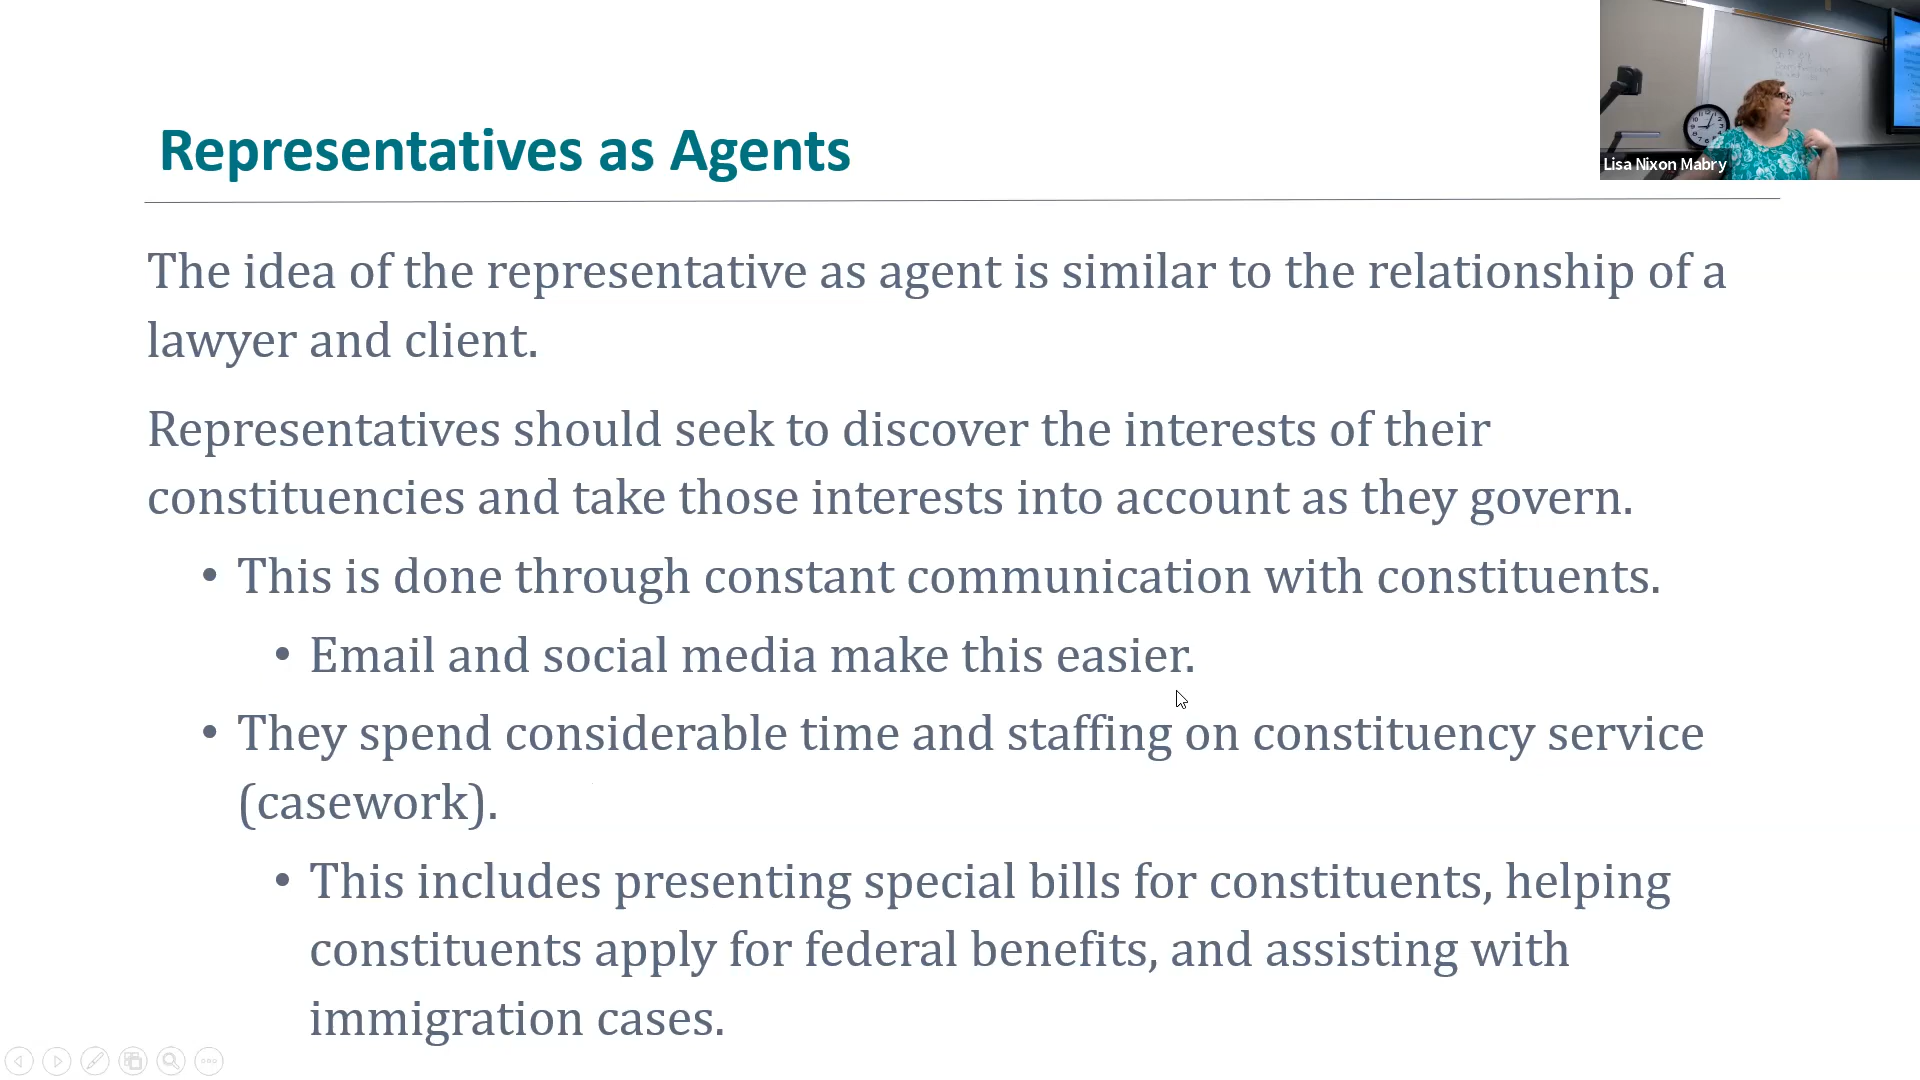 Representatives as Agents
Lisa Nixon Mabry
The idea of the representative as agent is similar to the relationship of a
lawyer and client.
Representatives should seek to discover the interests of their
constituencies and take those interests into account as they govern.
• This is done through constant communication with constituents.
• Email and social media make this easier.
• They spend considerable time and staffing on constituency service
(casework).
• This includes presenting special bills for constituents, helping
constituents apply for federal benefits, and assisting with
immigration cases.